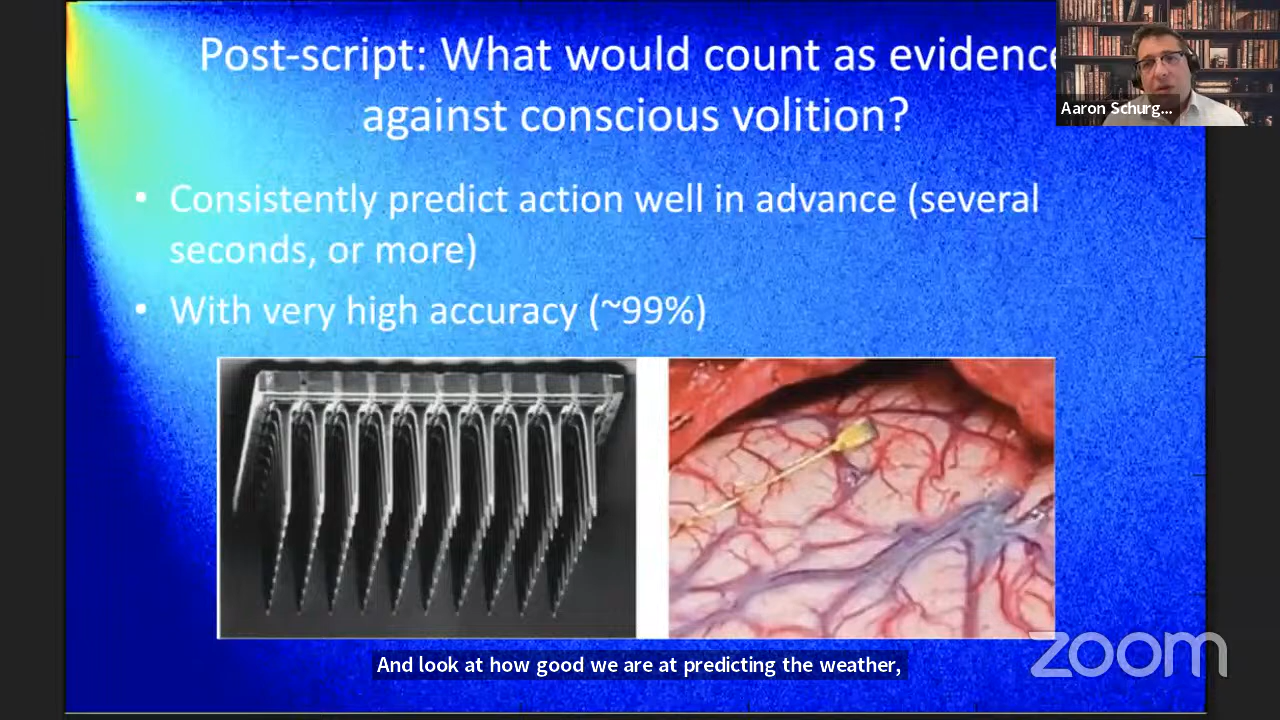 Post-script: What would count as evidence
against conscious volition?
Aaron Schurg...
• Consistently predict action well in advance (several
seconds, or more)
• With very high accuracy (~99%)
And look at how good we are at predicting the weather,
zoom